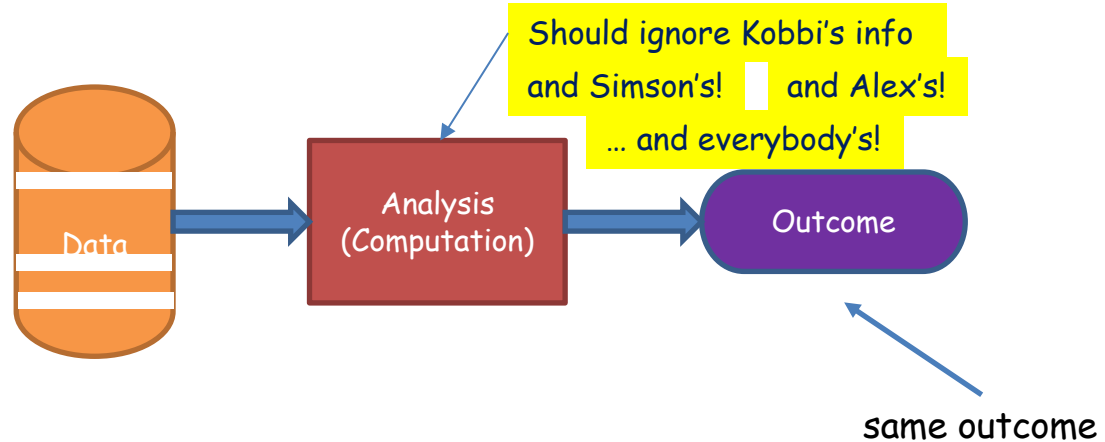 Should ignore Kobbi’s info
and Simson’s! and Alex’s!
… and everybody’s!
Data
Analysis
(Computation)
Outcome
same outcome